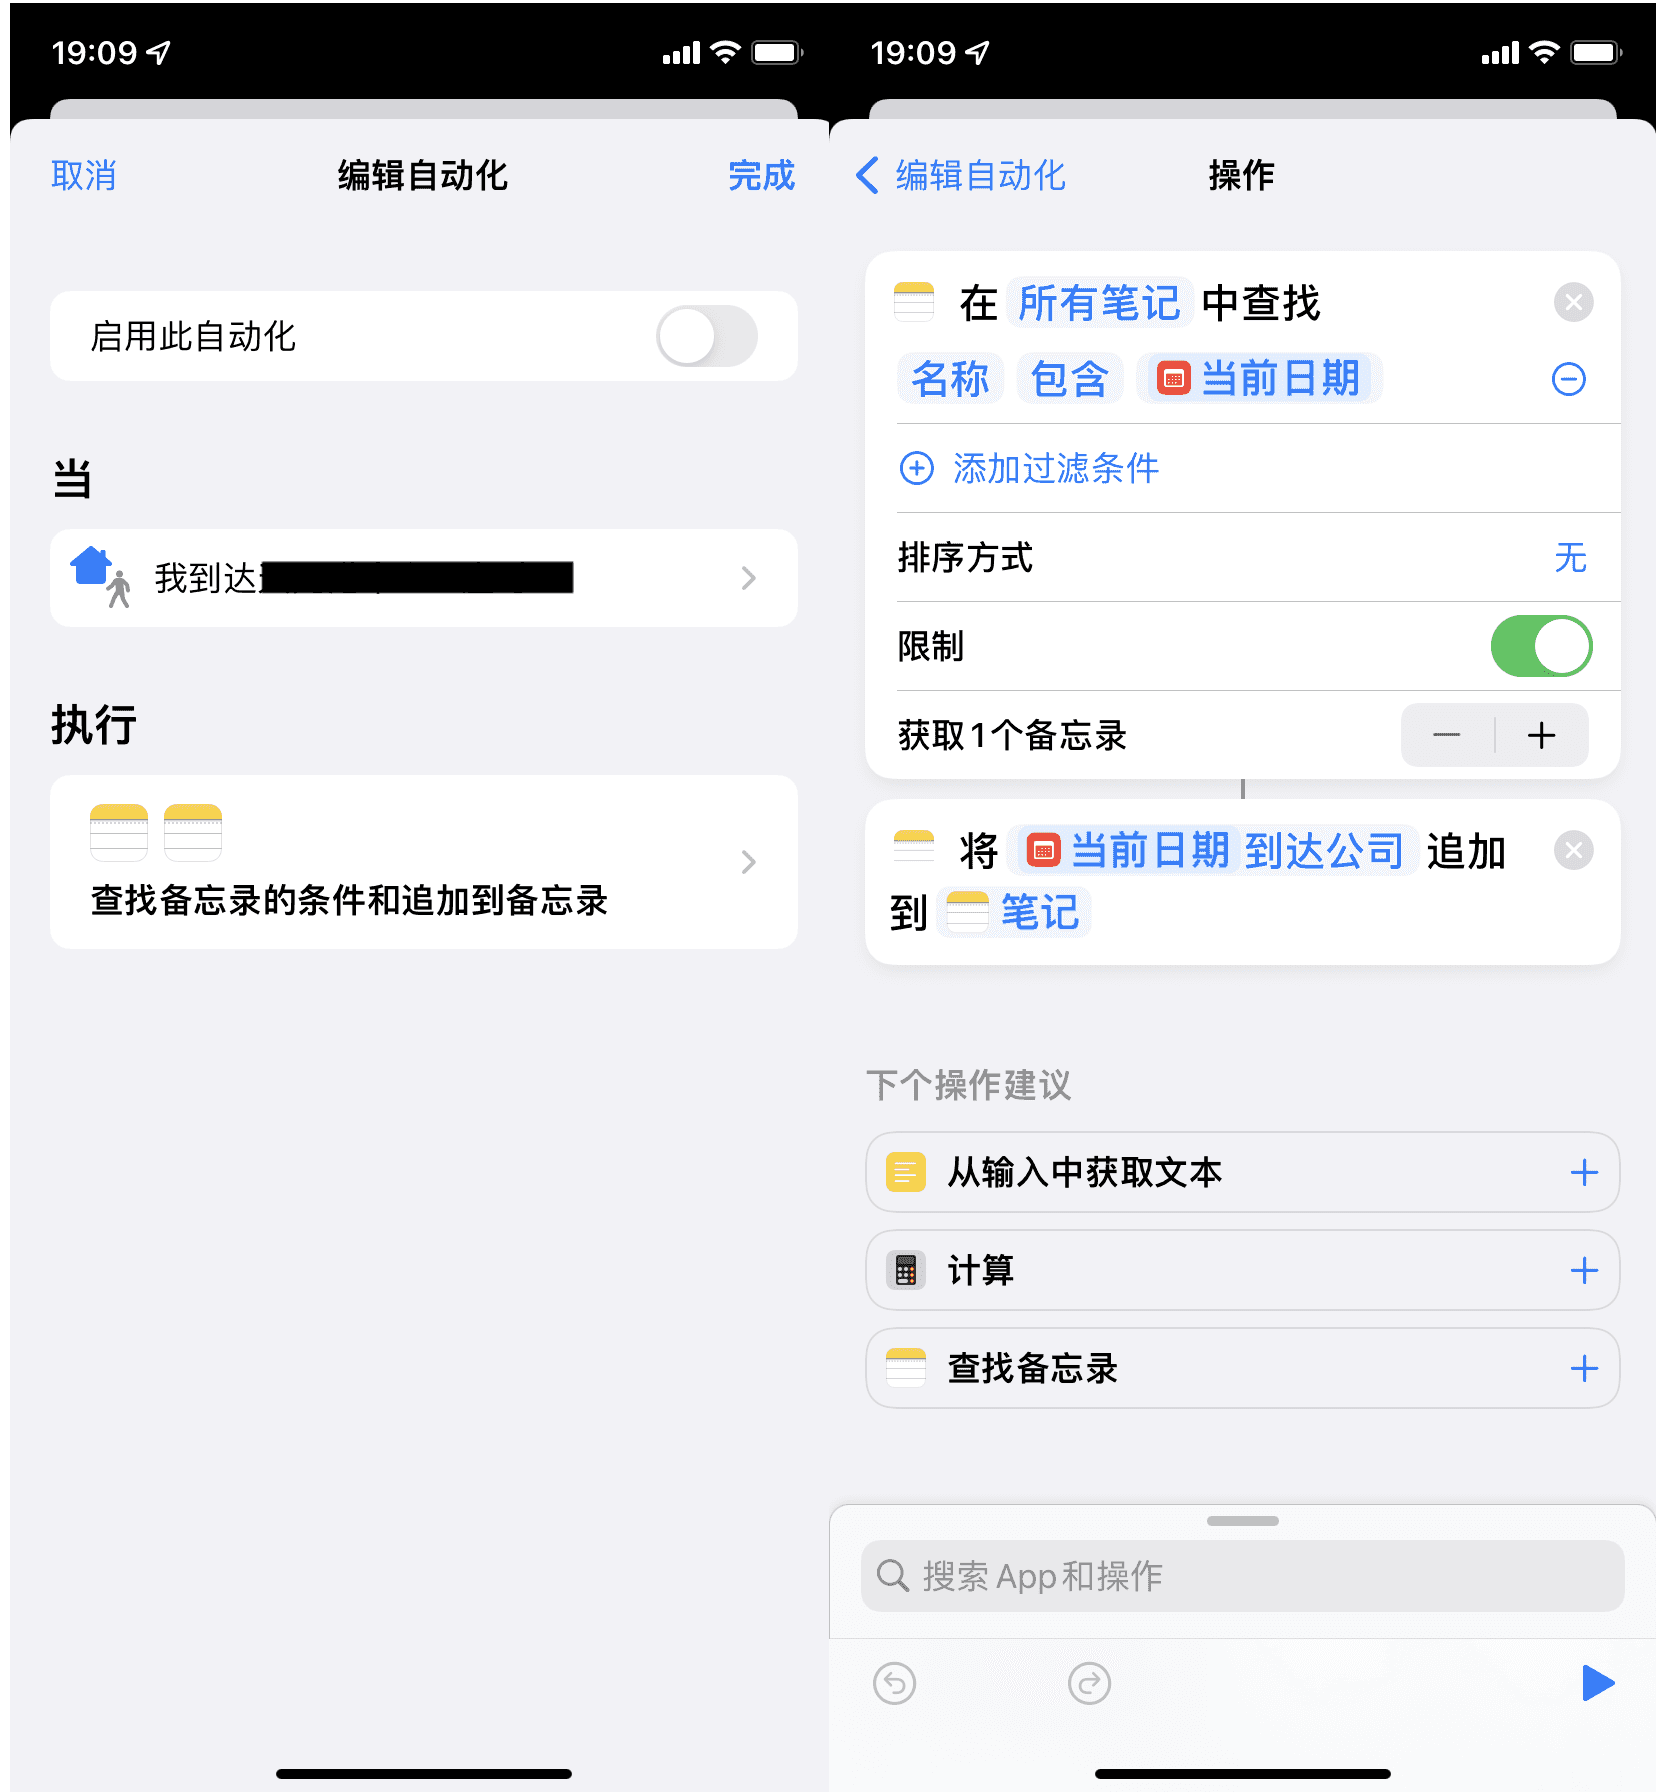 19:09
取消
编辑自动化
完成
启用此自动化
当
我到达
执行
查找备忘录的条件和追加到备忘录
19:09
编辑自动化
操作
在 所有笔记 中查找
名称 包含 当前日期
添加过滤条件
排序方式
无
限制
获取1个备忘录
将 当前日期 到达公司 追加
到 笔记
下个操作建议
从输入中获取文本
计算
查找备忘录
搜索 App和操作